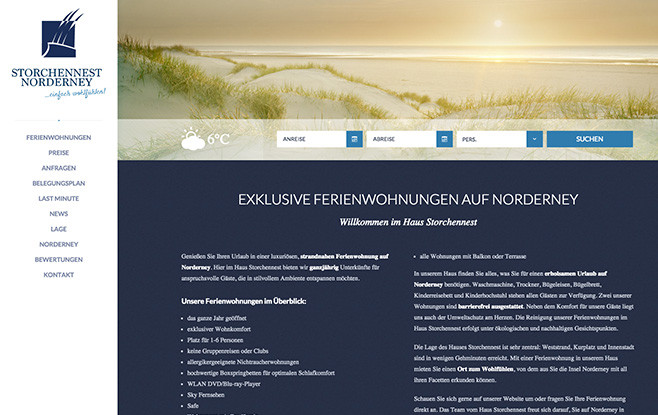 STORCHENNEST
NORDERNEY
...einfach wohlfühlen!
FERIENWOHNUNGEN
PREISE
ANFRAGEN
BELEGUNGSPLAN
LAST MINUTE
NEWS
LAGE
NORDERNEY
BEWERTUNGEN
KONTAKT
6°C
ANREISE
ABREISE
PERS.
SUCHEN
EXKLUSIVE FERIENWOHNUNGEN AUF NORDERNEY
Willkommen im Haus Storchennest
Genießen Sie Ihren Urlaub in einer luxuriösen, strandnahen Ferienwohnung auf
Norderney. Hier im Haus Storchennest bieten wir ganzjährig Unterkünfte für
anspruchsvolle Gäste, die in stilvollem Ambiente entspannen möchten.
Unsere Ferienwohnungen im Überblick:
• das ganze Jahr geöffnet
• exklusiver Wohnkomfort
• Platz für 1-6 Personen
• keine Gruppenreisen oder Clubs
• allergikergeeignete Nichtraucherwohnungen
• hochwertige Boxspringbetten für optimalen Schlafkomfort
• WLAN DVD/Blu-ray-Player
• Sky Fernsehen
• Safe
• alle Wohnungen mit Balkon oder Terrasse
In unserem Haus finden Sie alles, was Sie für einen erholsamen Urlaub auf
Norderney benötigen. Waschmaschine, Trockner, Bügeleisen, Bügelbrett,
Kinderreisebett und Kinderhochstuhl stehen allen Gästen zur Verfügung. Zwei unserer
Wohnungen sind barrierefrei ausgestattet. Neben dem Komfort für unsere Gäste liegt
uns auch der Umweltschutz am Herzen. Die Reinigung unserer Ferienwohnungen im
Haus Storchennest erfolgt unter ökologischen und nachhaltigen Gesichtspunkten.
Die Lage des Hauses Storchennest ist sehr zentral: Weststrand, Kurplatz und Innenstadt
sind in wenigen Gehminuten erreicht. Mit einer Ferienwohnung in unserem Haus
mieten Sie einen Ort zum Wohlfühlen, von dem aus Sie die Insel Norderney mit all
ihren Facetten erkunden können.
Schauen Sie sich gerne auf unserer Website um oder fragen Sie Ihre Ferienwohnung
direkt an. Das Team vom Haus Storchennest freut sich darauf, Sie auf Norderney in